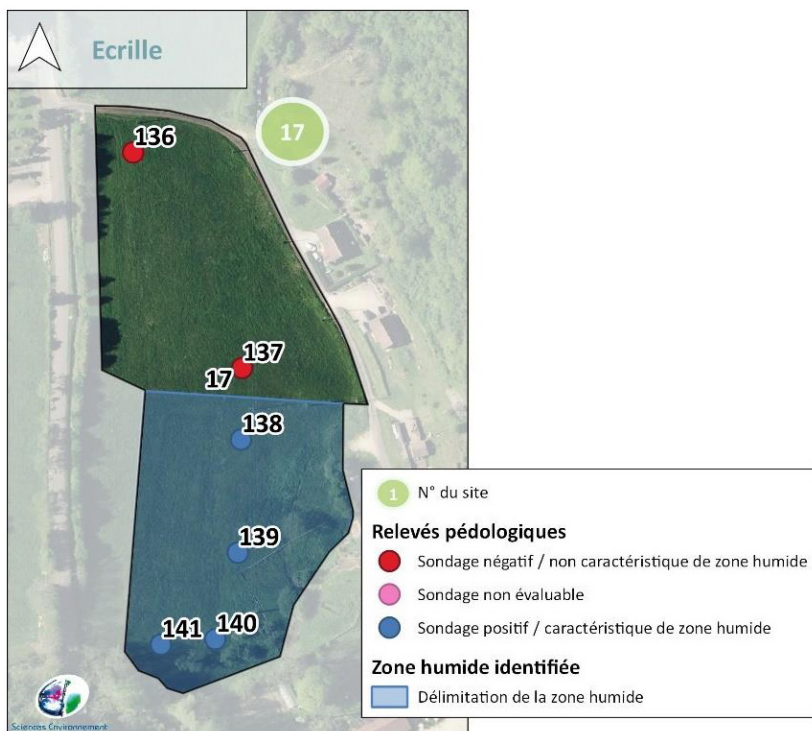 Ecrille
17
136
137
17
138
139
140
141
1 N° du site
Relevés pédologiques
Sondage négatif / non caractéristique de zone humide
Sondage non évaluable
Sondage positif / caractéristique de zone humide
Zone humide identifiée
Délimitation de la zone humide
Sciences Environnement